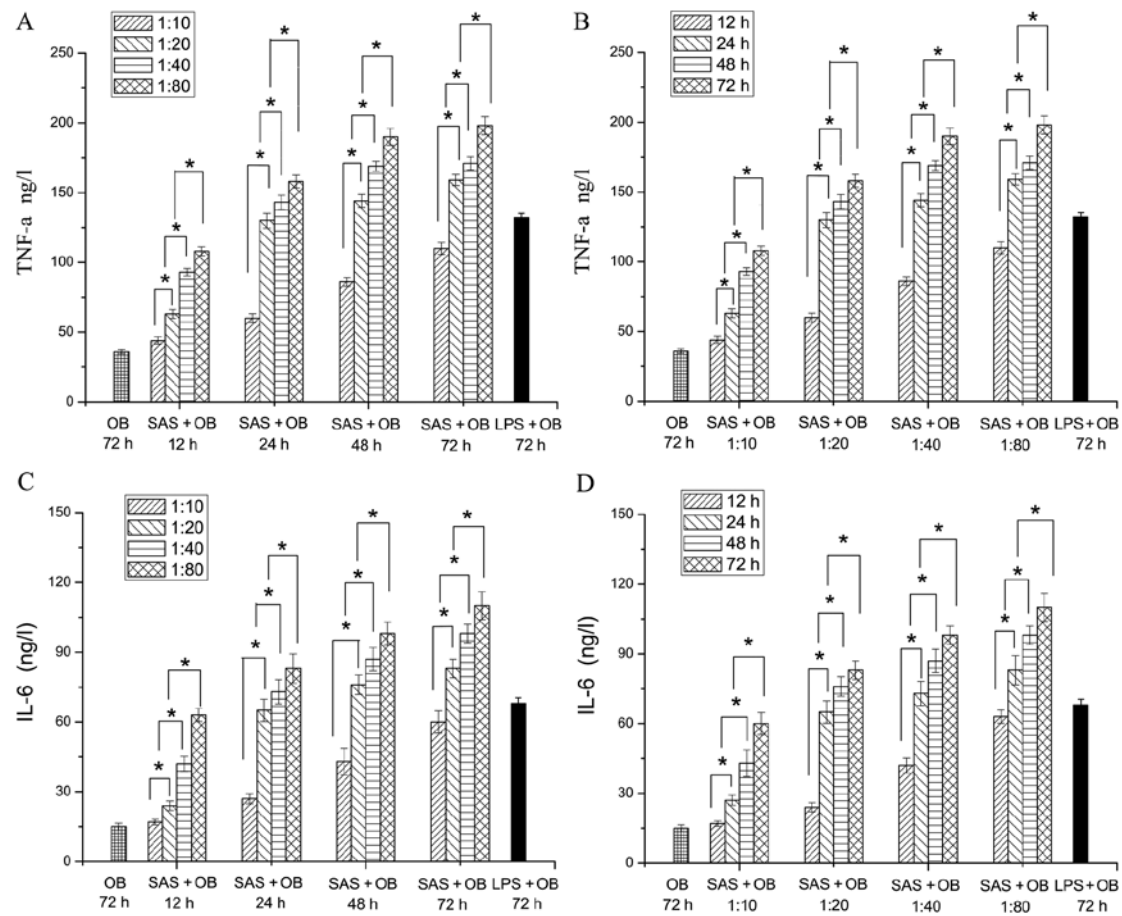 A
1:10
1:20
1:40
1:80
250
200
150
100
50
0
TNF-a ng/l
* * * * * * * * * * * *
OB SAS + OB SAS + OB SAS + OB SAS + OB LPS + OB
72 h 12 h 24 h 48 h 72 h 72 h
B
12 h
24 h
48 h
72 h
250
200
150
100
50
0
TNF-a ng/l
* * * * * * * * * * * *
OB SAS + OB SAS + OB SAS + OB SAS + OB LPS + OB
72 h 1:10 1:20 1:40 1:80 72 h
C
1:10
1:20
1:40
1:80
150
120
90
60
30
0
IL-6 (ng/l)
* * * * * * * * * * * *
OB SAS + OB SAS + OB SAS + OB SAS + OB LPS + OB
72 h 12 h 24 h 48 h 72 h 72 h
D
12 h
24 h
48 h
72 h
150
120
90
60
30
0
IL-6 (ng/l)
* * * * * * * * * * * *
OB SAS + OB SAS + OB SAS + OB SAS + OB LPS + OB
72 h 1:10 1:20 1:40 1:80 72 h